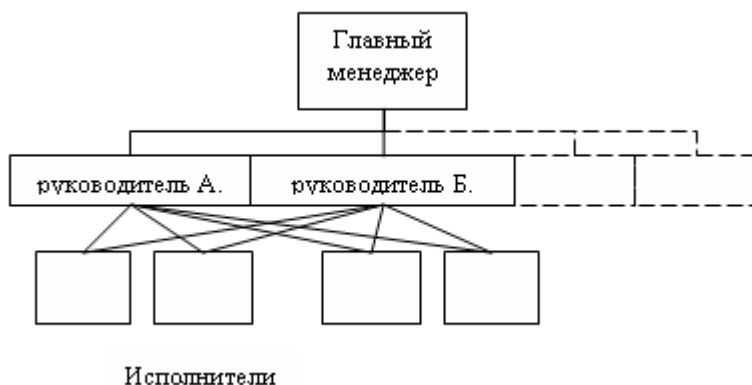 Главный
менеджер
руководитель А.
руководитель Б.
Исполнители